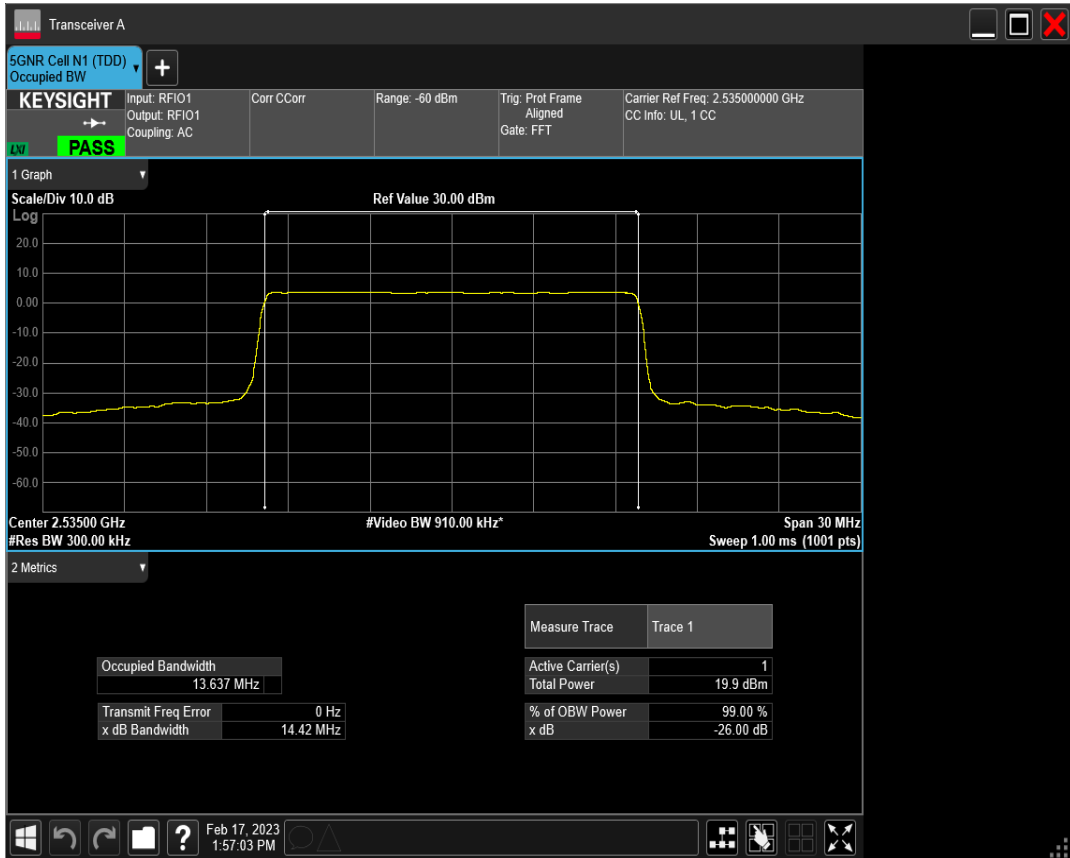 Transceiver A
5GNR Cell N1 (TDD)
Occupied BW
KEYSIGHT
LXI
PASS
Input: RFIO1
Output: RFIO1
Coupling: AC
Corr CCorr
Range: -60 dBm
Trig: Prot Frame
Aligned
Gate: FFT
Carrier Ref Freq: 2.535000000 GHz
CC Info: UL, 1 CC
1 Graph
Scale/Div 10.0 dB
Ref Value 30.00 dBm
Log
20.0
10.0
0.00
-10.0
-20.0
-30.0
-40.0
-50.0
-60.0
Center 2.53500 GHz
#Video BW 910.00 kHz*
Span 30 MHz
#Res BW 300.00 kHz
Sweep 1.00 ms (1001 pts)
2 Metrics
Measure Trace Trace 1
Occupied Bandwidth
13.637 MHz
Active Carrier(s) 1
Total Power 19.9 dBm
Transmit Freq Error 0 Hz
x dB Bandwidth 14.42 MHz
% of OBW Power 99.00 %
x dB -26.00 dB
Feb 17, 2023
1:57:03 PM